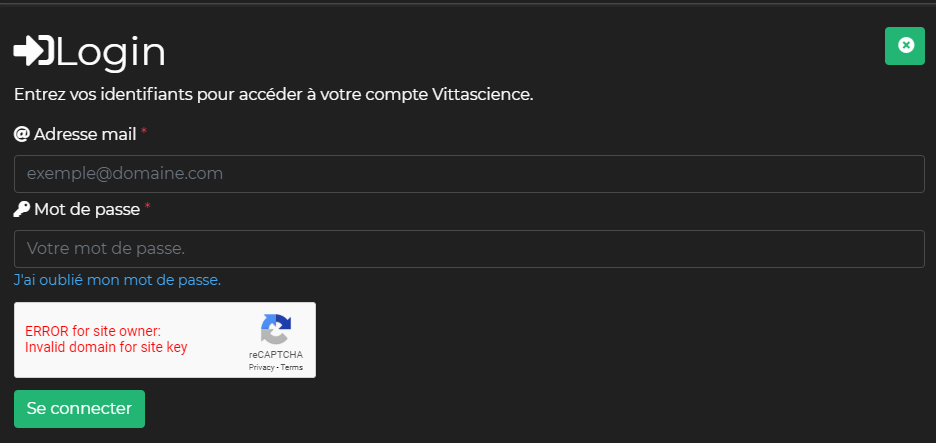 Login
Entrez vos identifiants pour accéder à votre compte Vittascience.
Adresse mail *
exemple@domaine.com
Mot de passe *
Votre mot de passe.
J'ai oublié mon mot de passe.
ERROR for site owner:
Invalid domain for site key
reCAPTCHA
Privacy - Terms
Se connecter